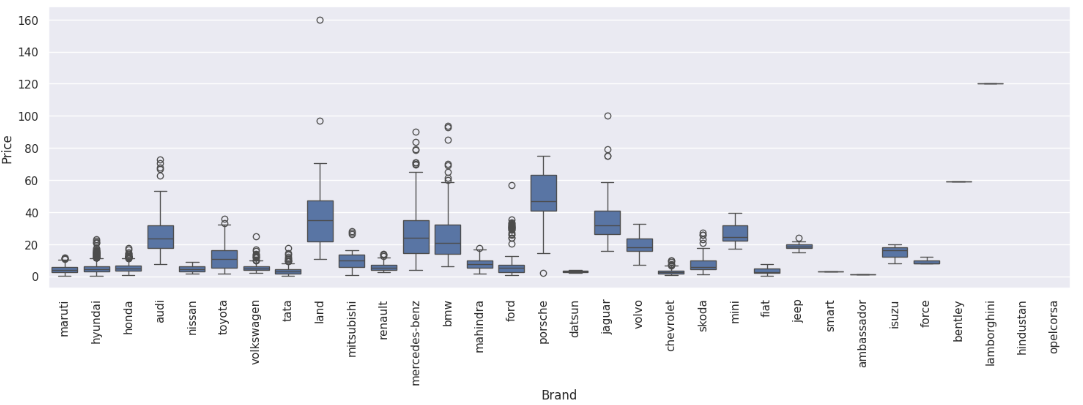 160
140
120
100
80
60
40
20
0
Price
maruti
hyundai
honda
audi
nissan
toyota
volkswagen
tata
land
mitsubishi
renault
mercedes-benz
bmw
mahindra
ford
porsche
datsun
jaguar
volvo
chevrolet
skoda
mini
fiat
jeep
smart
ambassador
isuzu
force
bentley
lamborghini
hindustan
opelcorsa
Brand